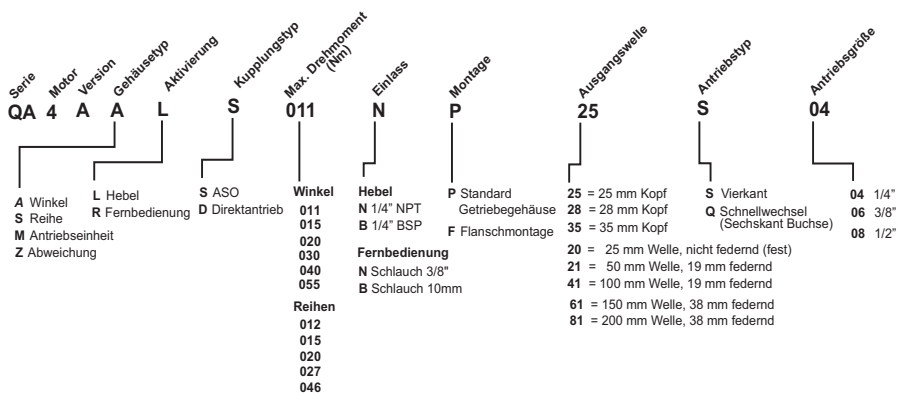 Serie
Motor
Version
Gehäusetyp
Aktivierung
Kupplungstyp
Max. Drehmoment
(Nm)
Einlass
Montage
Ausgangswelle
Antriebstyp
Antriebsgröße
QA 4 A A L S 011 N P 25 S 04
A Winkel
S Reihe
M Antriebseinheit
Z Abweichung
L Hebel
R Fernbedienung
S ASO
D Direktantrieb
Winkel
011
015
020
030
040
055
Reihen
012
015
020
027
046
Hebel
N 1/4" NPT
B 1/4" BSP
Fernbedienung
N Schlauch 3/8"
B Schlauch 10mm
P Standard
Getriebegehäuse
F Flanschmontage
25 = 25 mm Kopf
28 = 28 mm Kopf
35 = 35 mm Kopf
20 = 25 mm Welle, nicht federnd (fest)
21 = 50 mm Welle, 19 mm federnd
41 = 100 mm Welle, 19 mm federnd
61 = 150 mm Welle, 38 mm federnd
81 = 200 mm Welle, 38 mm federnd
S Vierkant
Q Schnellwechsel
(Sechskant Buchse)
04 1/4"
06 3/8"
08 1/2"